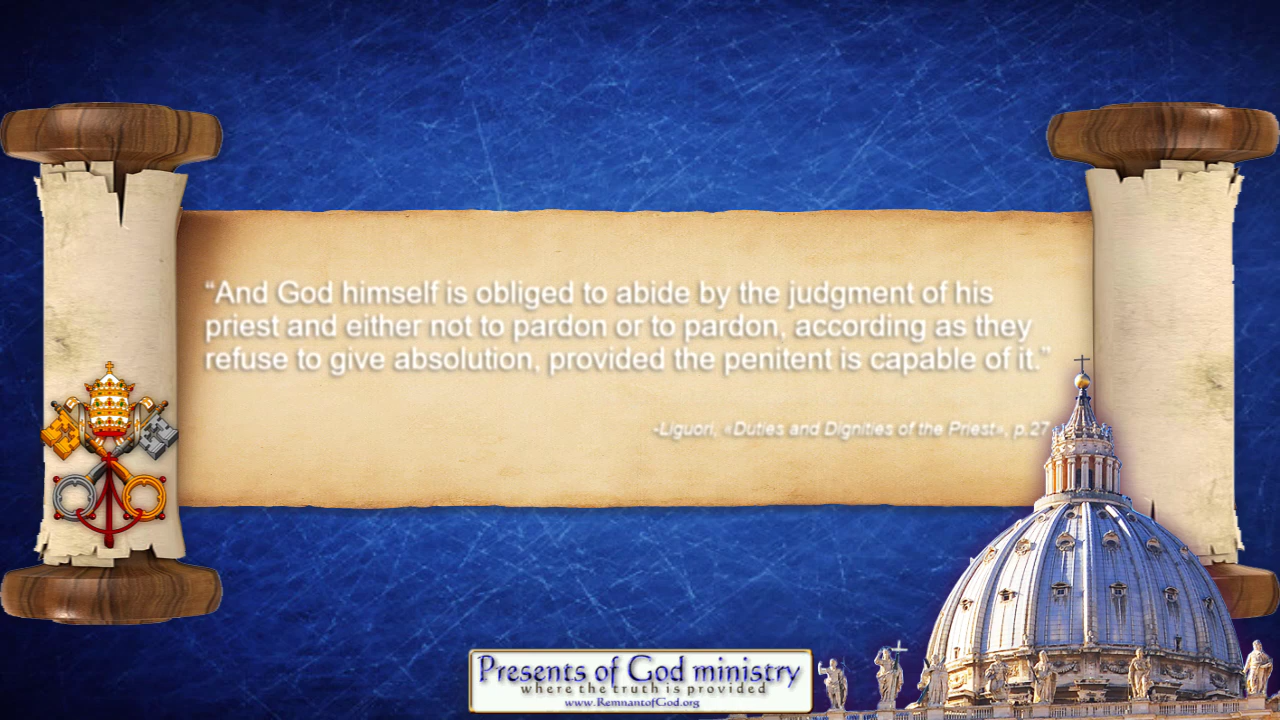 “And God himself is obliged to abide by the judgment of his
priest and either not to pardon or to pardon, according as they
refuse to give absolution, provided the penitent is capable of it.”
-Liguori, «Duties and Dignities of the Priest», p.27
Presents of God ministry
where the truth is provided
www.RemnantofGod.org